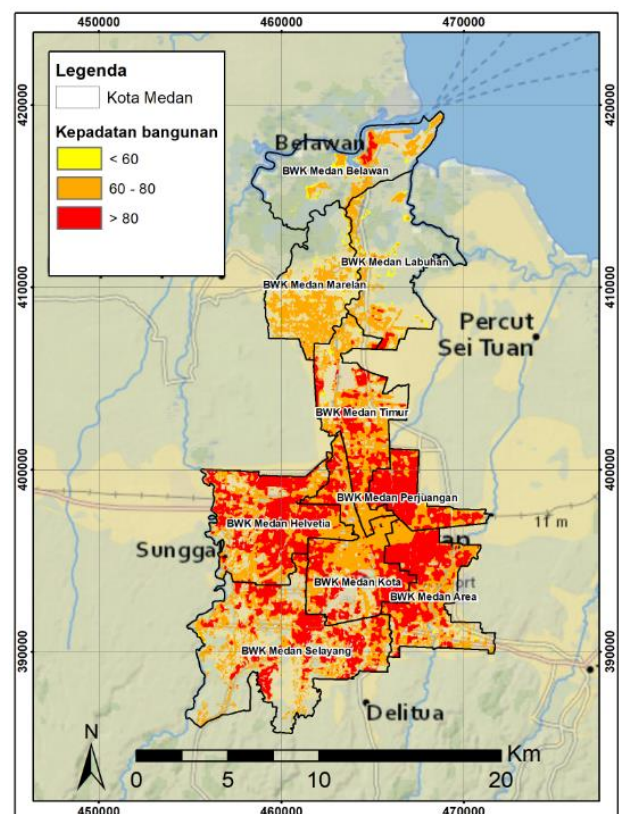 450000 460000 470000
420000
420000
Legenda
Kota Medan
Kepadatan bangunan
< 60
60 - 80
> 80
Belawan
BWK Medan Belawan
BWK Medan Labuhan
BWK Medan Marelan
410000
410000
Percut
Sei Tuan
BWK Medan Timur
400000
400000
BWK Medan Perjuangan
BWK Medan Helvetia
11 m
Sungga
an
BWK Medan Kota
ort
BWK Medan Area
390000
390000
BWK Medan Selayang
Delitua
N
Km
0 5 10 20
450000 460000 470000